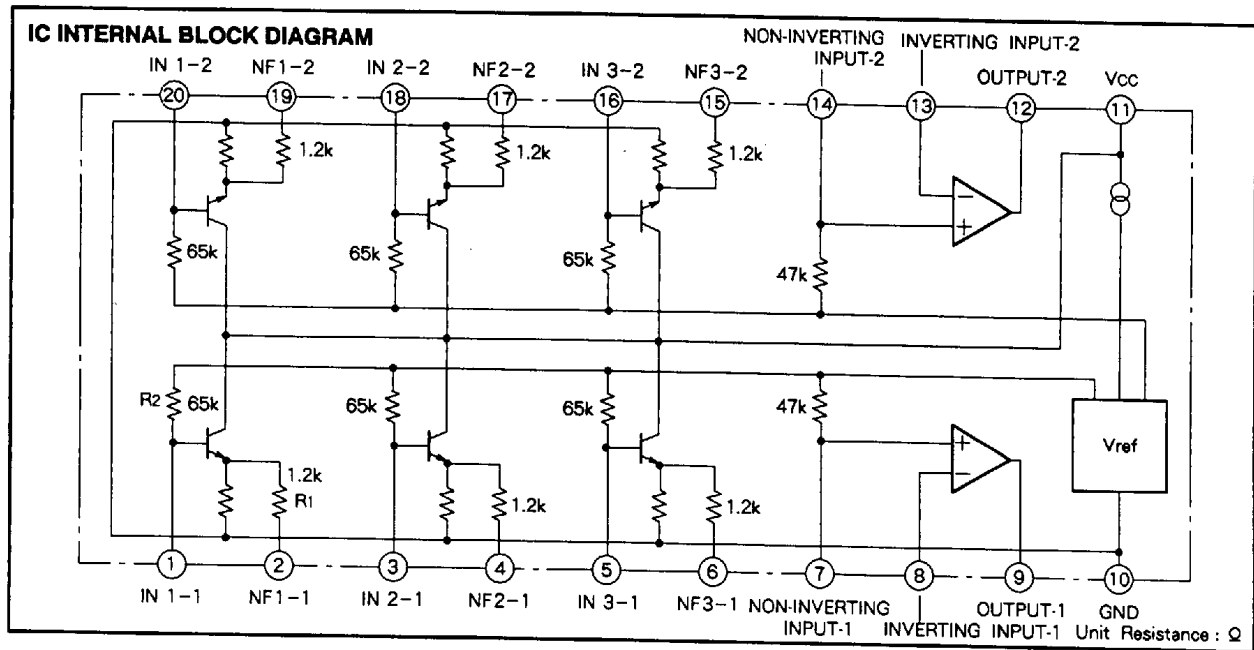 IC INTERNAL BLOCK DIAGRAM
NON-INVERTING INPUT-2
INVERTING INPUT-2
IN 1-2
NF1-2
IN 2-2
NF2-2
IN 3-2
NF3-2
OUTPUT-2
VCC
20
19
18
17
16
15
14
13
12
11
1.2k
1.2k
1.2k
−
+
65k
65k
65k
47k
R2
65k
65k
65k
47k
+
−
Vref
1.2k
R1
1.2k
1.2k
1
2
3
4
5
6
7
8
9
10
IN 1-1
NF1-1
IN 2-1
NF2-1
IN 3-1
NF3-1
NON-INVERTING INPUT-1
INVERTING INPUT-1
OUTPUT-1
GND
Unit Resistance : Ω